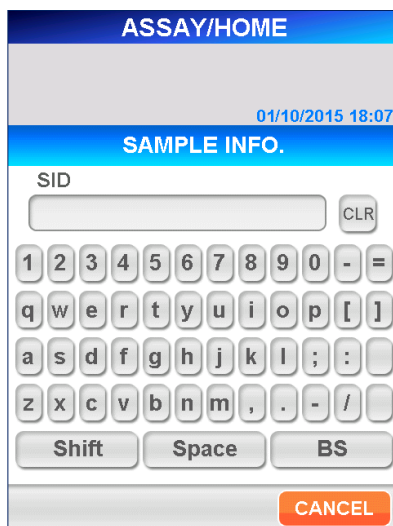 ASSAY/HOME
01/10/2015 18:07
SAMPLE INFO.
SID
CLR
1 2 3 4 5 6 7 8 9 0 - =
q w e r t y u i o p [ ]
a s d f g h j k l ; :
z x c v b n m , . - /
Shift Space BS
CANCEL